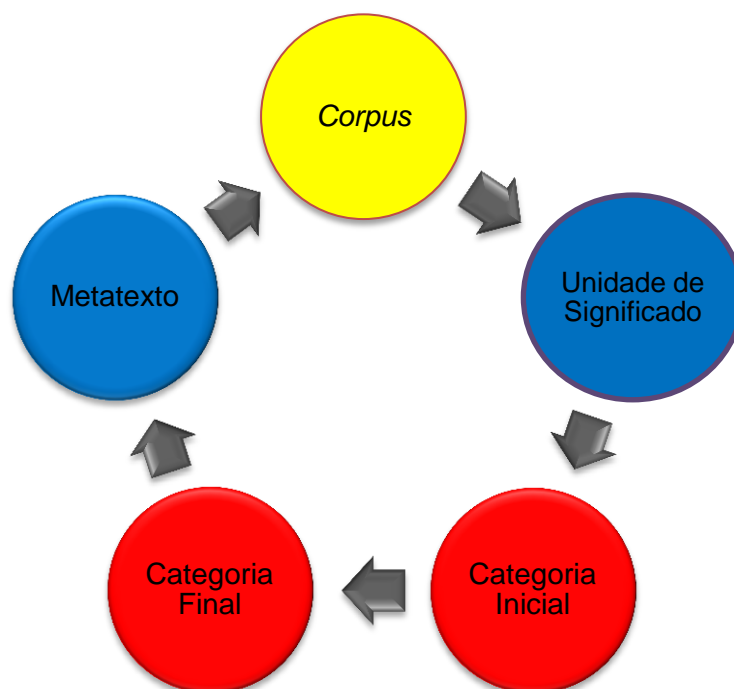 Corpus
Unidade de
Significado
Categoria
Inicial
Categoria
Final
Metatexto